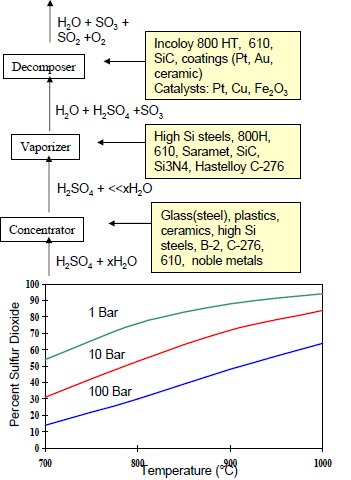 H₂O + SO₃ +
SO₂ +O₂
Decomposer
Incoloy 800 HT, 610,
SiC, coatings (Pt, Au,
ceramic)
Catalysts: Pt, Cu, Fe₂O₃
H₂O + H₂SO₄ +SO₃
Vaporizer
High Si steels, 800H,
610, Saramet, SiC,
Si3N4, Hastelloy C-276
H₂SO₄ + <<xH₂O
Concentrator
Glass(steel), plastics,
ceramics, high Si
steels, B-2, C-276,
610, noble metals
H₂SO₄ + xH₂O
Percent Sulfur Dioxide
100
90
80
70
60
50
40
30
20
10
0
1 Bar
10 Bar
100 Bar
700 800 900 1000
Temperature (°C)